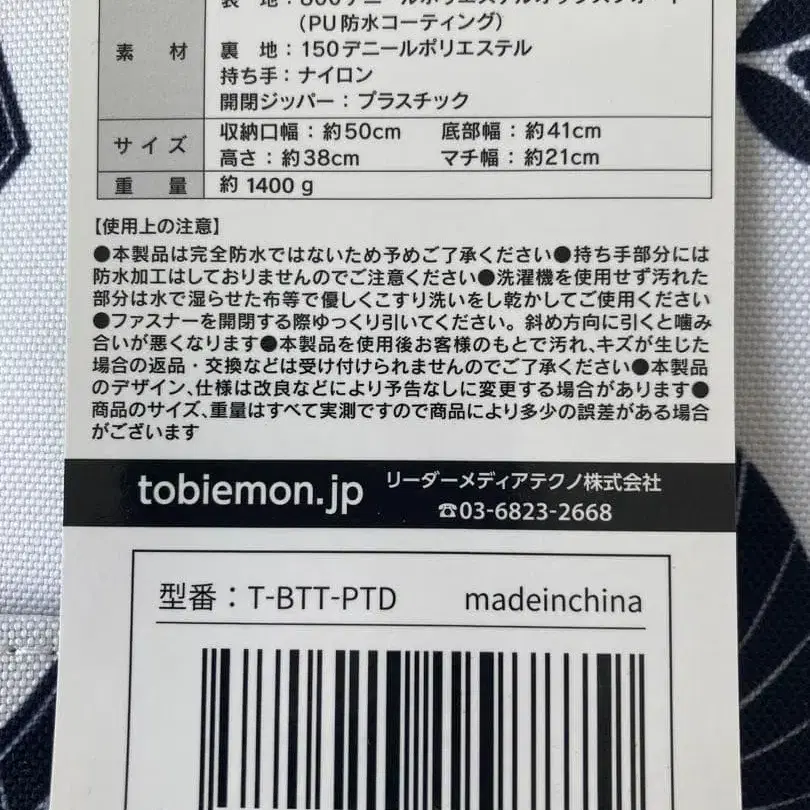 (PU防水コーティング)
素材
裏 地：150デニールポリエステル
持ち手：ナイロン
開閉ジッパー：プラスチック
サイズ
収納口幅：約50cm 底部幅：約41cm
高さ：約38cm マチ幅：約21cm
重量 約1400g
【使用上の注意】
●本製品は完全防水ではないため予めご了承ください●持ち手部分には
防水加工はしておりませんのでご注意ください●洗濯機を使用せず汚れた
部分は水で湿らせた布等で優しくこすり洗いをし乾かしてご使用ください
●ファスナーを開閉する際ゆっくり引いてください。斜め方向に引くと噛み
合いが悪くなります●本製品を使用後お客様のもとで汚れ、キズが生じた
場合の返品・交換などは受け付けられませんのでご了承ください●本製品
のデザイン、仕様は改良などにより予告なしに変更する場合があります●
商品のサイズ、重量はすべて実測ですので商品により多少の誤差がある場合
がございます
tobiemon.jp リーダーメディアテクノ株式会社
☎03-6823-2668
型番：T-BTT-PTD madeinchina